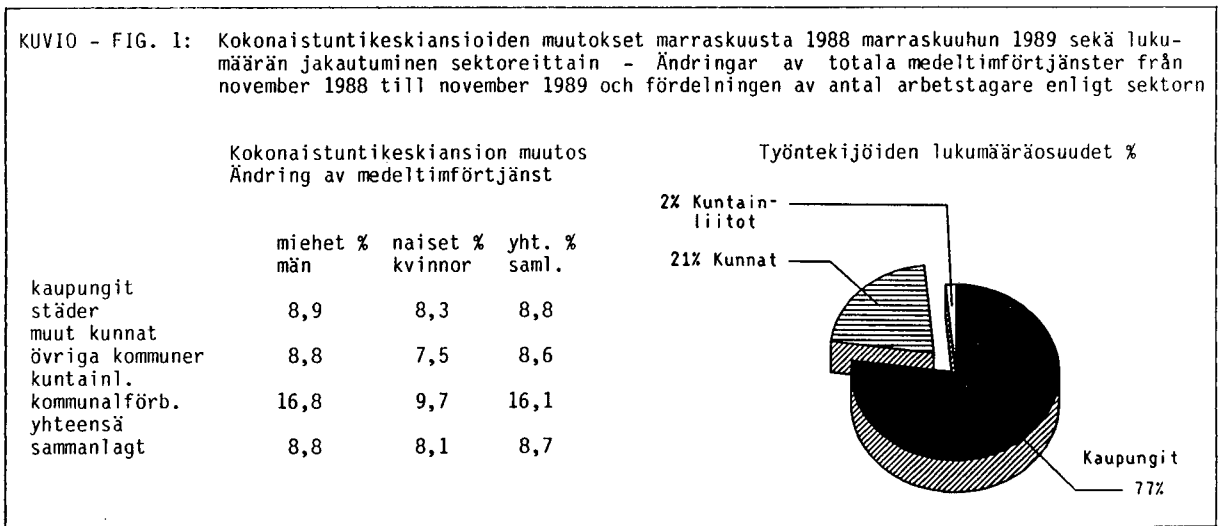 KUVIO - FIG. 1: Kokonaistuntikeskiansioiden muutokset marraskuusta 1988 marraskuuhun 1989 sekä luku-
määrän jakautuminen sektoreittain - Ändringar av totala medeltimförtjänster från
november 1988 till november 1989 och fördelningen av antal arbetstagare enligt sektorn
Kokonaistuntikeskiansion muutos
Ändring av medeltimförtjänst
miehet % naiset % yht. %
män kvinnor saml.
kaupungit
städer 8,9 8,3 8,8
muut kunnat
övriga kommuner 8,8 7,5 8,6
kuntainl.
kommunalförb. 16,8 9,7 16,1
yhteensä
sammanlagt 8,8 8,1 8,7
Työntekijöiden lukumääräosuudet %
2% Kuntain-
liitot
21% Kunnat
Kaupungit
77%